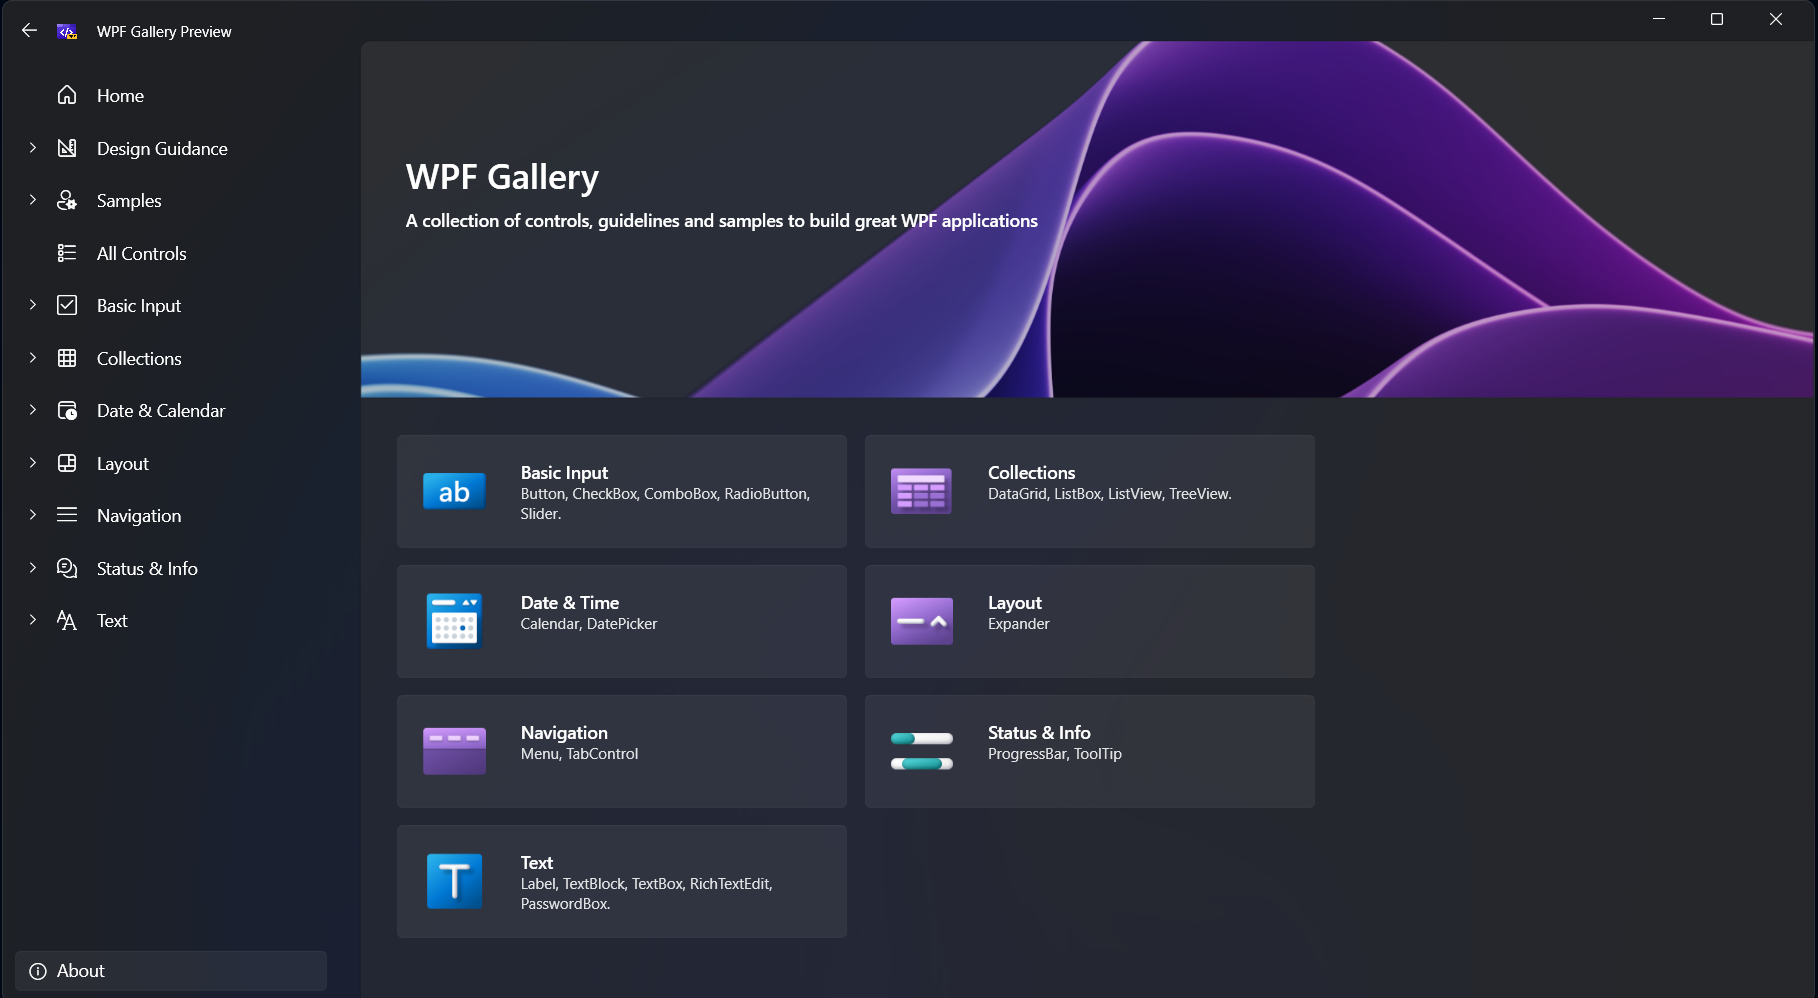 WPF Gallery Preview
Home
Design Guidance
Samples
All Controls
Basic Input
Collections
Date & Calendar
Layout
Navigation
Status & Info
Text
About
WPF Gallery
A collection of controls, guidelines and samples to build great WPF applications
ab
Basic Input
Button, CheckBox, ComboBox, RadioButton,
Slider.
Collections
DataGrid, ListBox, ListView, TreeView.
Date & Time
Calendar, DatePicker
Layout
Expander
Navigation
Menu, TabControl
Status & Info
ProgressBar, ToolTip
T
Text
Label, TextBlock, TextBox, RichTextEdit,
PasswordBox.